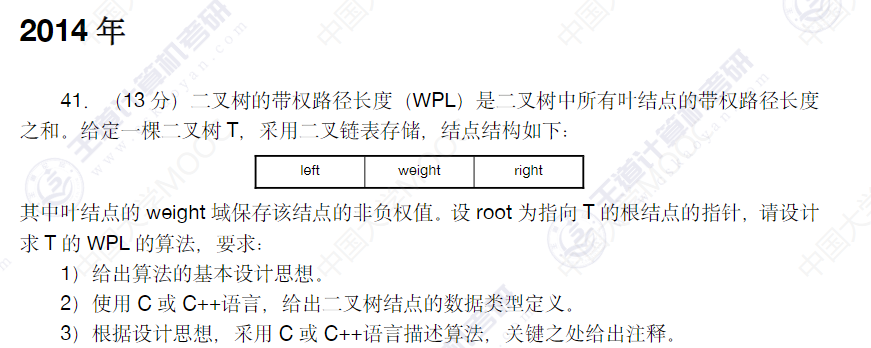 2014 年
41. （13 分）二叉树的带权路径长度（WPL）是二叉树中所有叶结点的带权路径长度
之和。给定一棵二叉树 T，采用二叉链表存储，结点结构如下：
left weight right
其中叶结点的 weight 域保存该结点的非负权值。设 root 为指向 T 的根结点的指针，请设计
求 T 的 WPL 的算法，要求：
1）给出算法的基本设计思想。
2）使用 C 或 C++语言，给出二叉树结点的数据类型定义。
3）根据设计思想，采用 C 或 C++语言描述算法，关键之处给出注释。